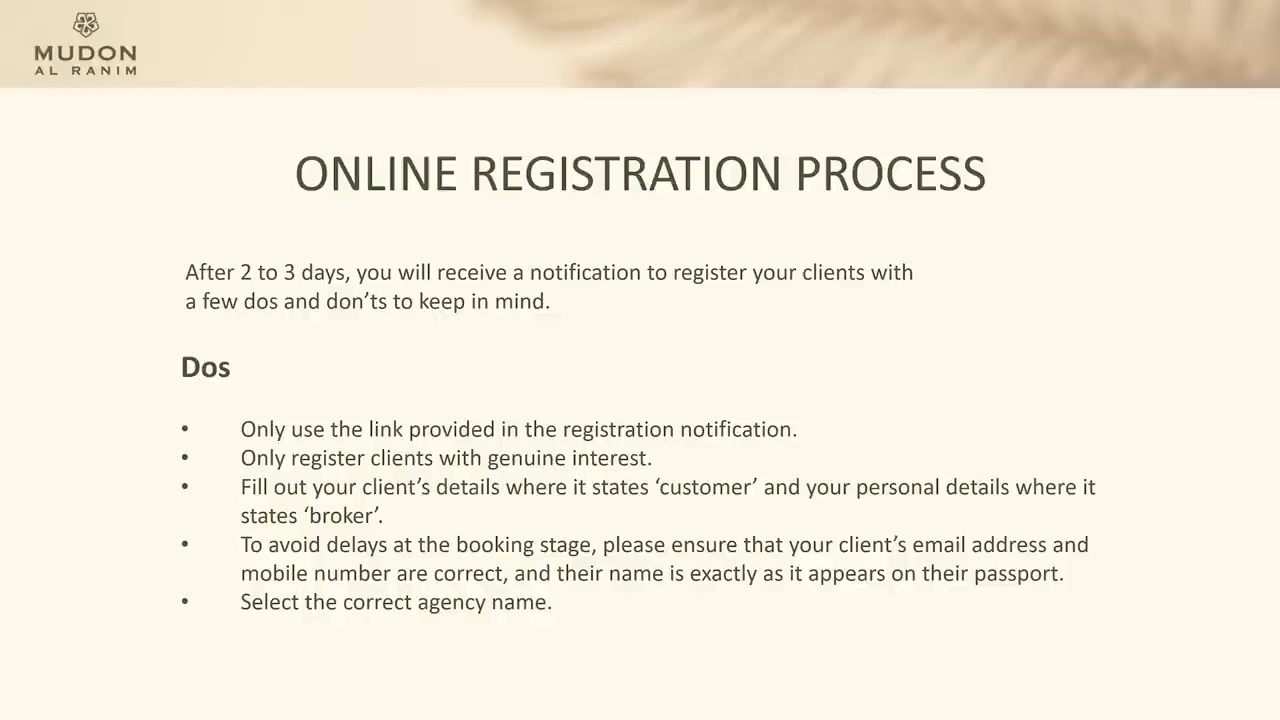 MUDON
AL RANIM
ONLINE REGISTRATION PROCESS
After 2 to 3 days, you will receive a notification to register your clients with
a few dos and don’ts to keep in mind.
Dos
• Only use the link provided in the registration notification.
• Only register clients with genuine interest.
• Fill out your client’s details where it states ‘customer’ and your personal details where it
states ‘broker’.
• To avoid delays at the booking stage, please ensure that your client’s email address and
mobile number are correct, and their name is exactly as it appears on their passport.
• Select the correct agency name.